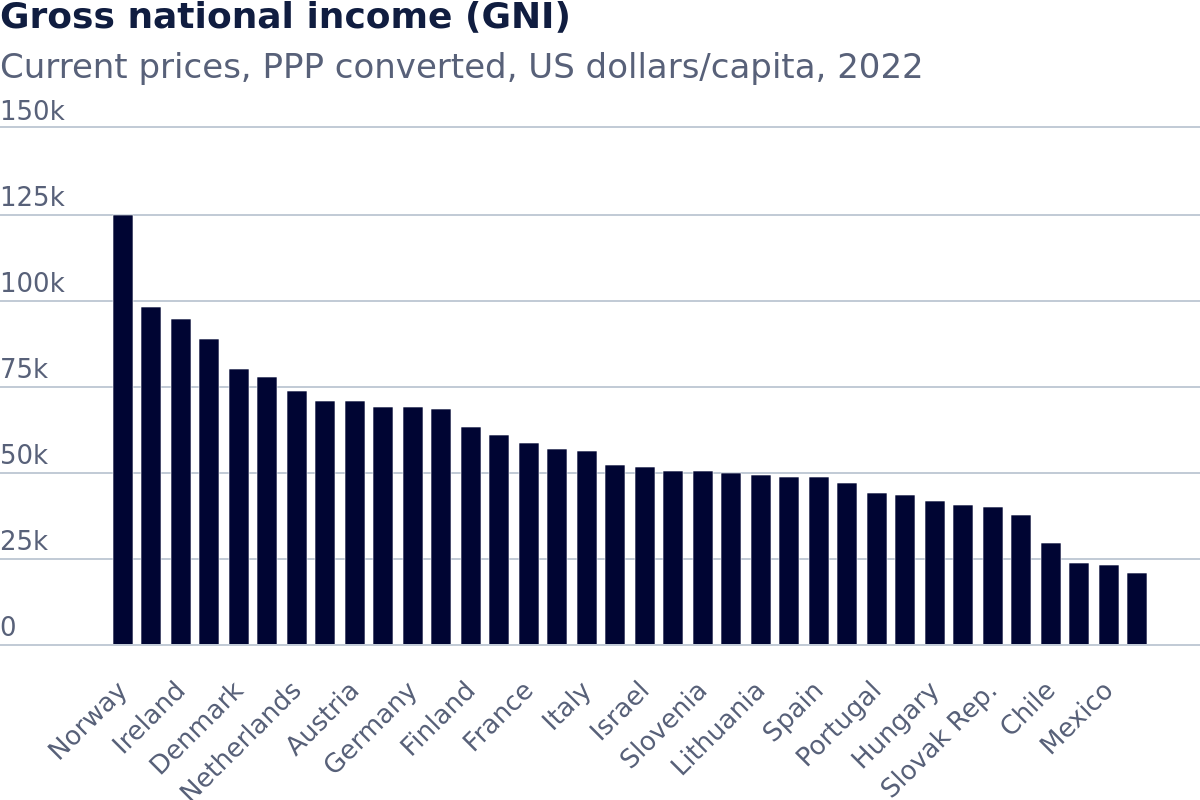 Gross national income (GNI)
Current prices, PPP converted, US dollars/capita, 2022
150k
125k
100k
75k
50k
25k
0
Norway
Ireland
Denmark
Netherlands
Austria
Germany
Finland
France
Italy
Israel
Slovenia
Lithuania
Spain
Portugal
Hungary
Slovak Rep.
Chile
Mexico